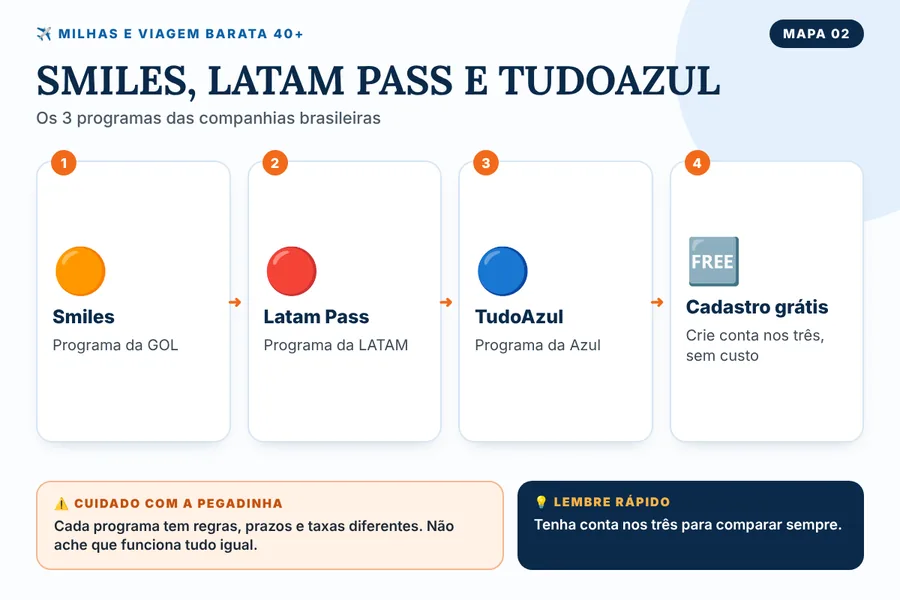 ✈️ MILHAS E VIAGEM BARATA 40+
MAPA 02
SMILES, LATAM PASS E TUDOAZUL
Os 3 programas das companhias brasileiras
1
Smiles
Programa da GOL
2
Latam Pass
Programa da LATAM
3
TudoAzul
Programa da Azul
4
FREE
Cadastro grátis
Crie conta nos três,
sem custo
⚠️ CUIDADO COM A PEGADINHA
Cada programa tem regras, prazos e taxas diferentes. Não
ache que funciona tudo igual.
💡 LEMBRE RÁPIDO
Tenha conta nos três para comparar sempre.